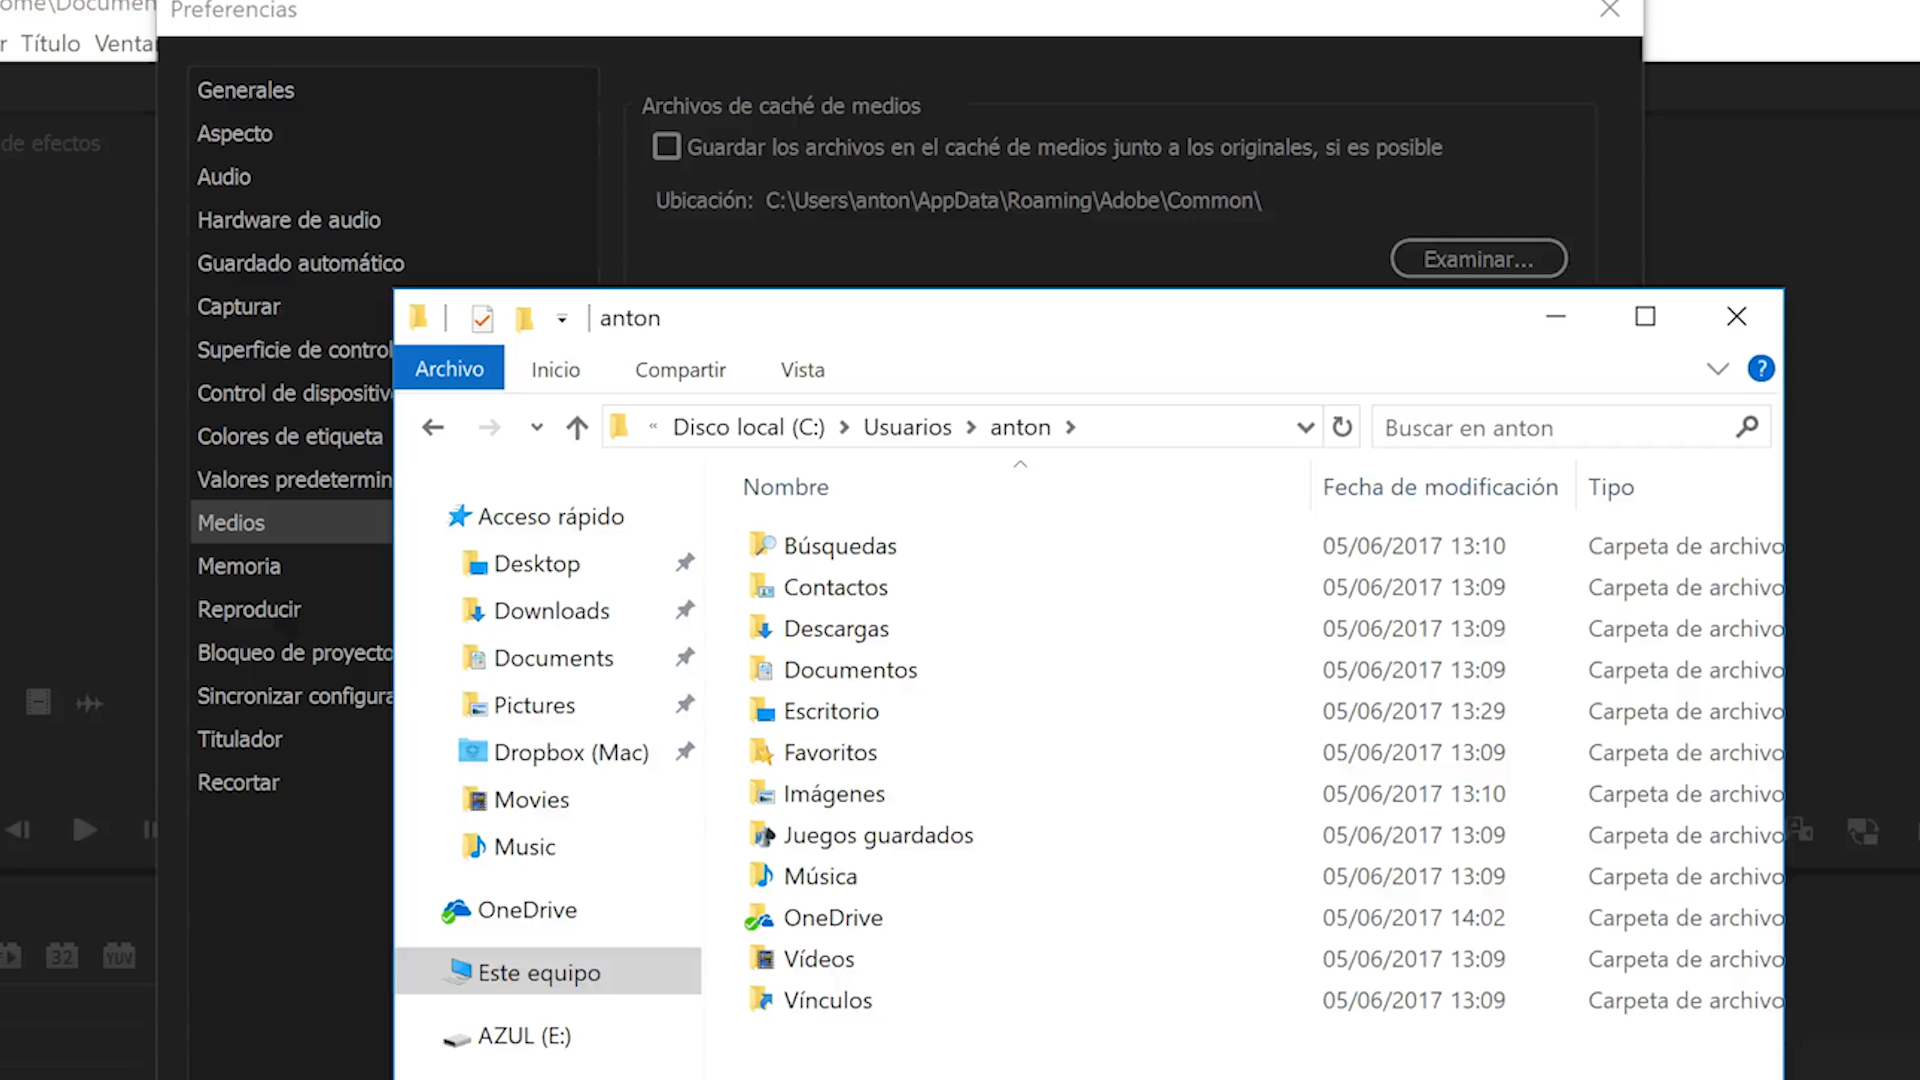 ome\Documen
Preferencias
r Título Venta
de efectos
Generales
Aspecto
Audio
Hardware de audio
Guardado automático
Capturar
Superficie de control
Control de dispositiv
Colores de etiqueta
Valores predetermin
Medios
Memoria
Reproducir
Bloqueo de proyecto
Sincronizar configura
Titulador
Recortar
Archivos de caché de medios
Guardar los archivos en el caché de medios junto a los originales, si es posible
Ubicación: C:\Users\anton\AppData\Roaming\Adobe\Common\
Examinar...
anton
Archivo Inicio Compartir Vista
?
« Disco local (C:) Usuarios anton
Buscar en anton
Acceso rápido
Desktop
Downloads
Documents
Pictures
Dropbox (Mac)
Movies
Music
OneDrive
Este equipo
AZUL (E:)
Nombre Fecha de modificación Tipo
Búsquedas 05/06/2017 13:10 Carpeta de archivo
Contactos 05/06/2017 13:09 Carpeta de archivo
Descargas 05/06/2017 13:09 Carpeta de archivo
Documentos 05/06/2017 13:09 Carpeta de archivo
Escritorio 05/06/2017 13:29 Carpeta de archivo
Favoritos 05/06/2017 13:09 Carpeta de archivo
Imágenes 05/06/2017 13:10 Carpeta de archivo
Juegos guardados 05/06/2017 13:09 Carpeta de archivo
Música 05/06/2017 13:09 Carpeta de archivo
OneDrive 05/06/2017 14:02 Carpeta de archivo
Vídeos 05/06/2017 13:09 Carpeta de archivo
Vínculos 05/06/2017 13:09 Carpeta de archivo
32 YUV